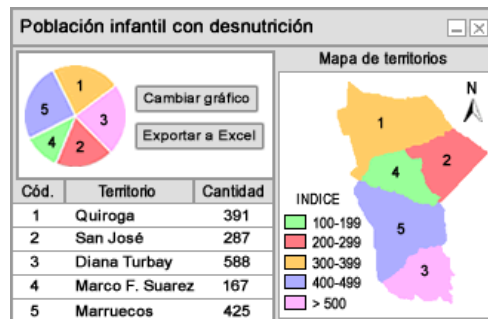 Población infantil con desnutrición
1
5
3
4
2
Cambiar gráfico
Exportar a Excel
Cód. Territorio Cantidad
1 Quiroga 391
2 San José 287
3 Diana Turbay 588
4 Marco F. Suarez 167
5 Marruecos 425
Mapa de territorios
N
1
2
4
5
3
INDICE
100-199
200-299
300-399
400-499
> 500